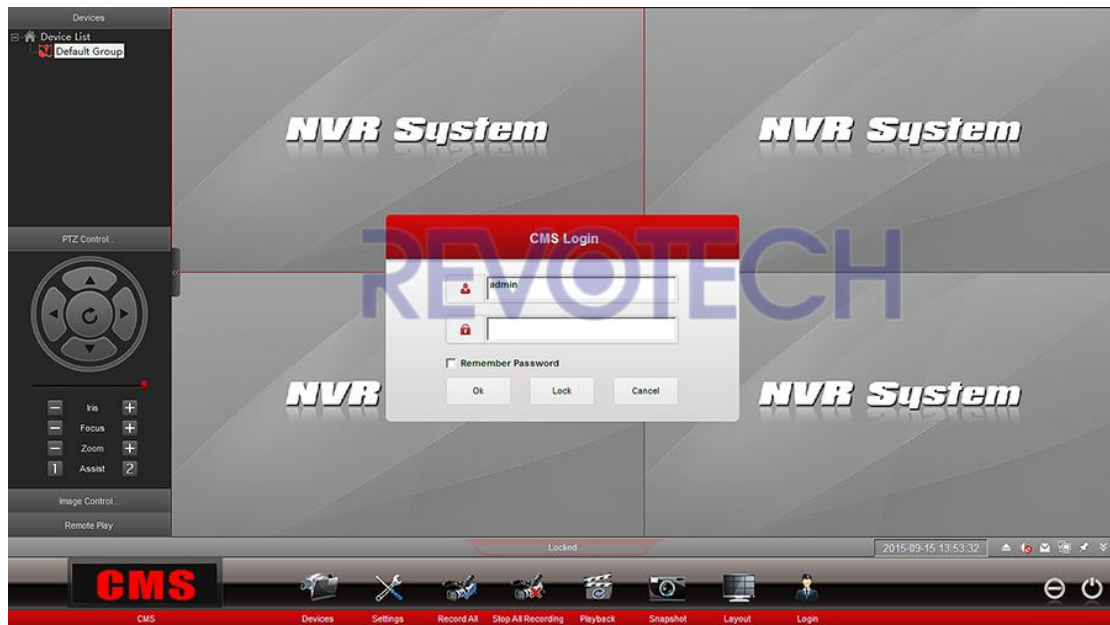 Devices
Device List
Default Group
NVR System
NVR System
PTZ Control...
CMS Login
REVOTECH
admin
Remember Password
Ok Lock Cancel
NVR
NVR System
Iris
Focus
Zoom
1 Assist 2
Image Control...
Remote Play
Locked
2015-09-15 13:53:32
CMS
CMS Devices Settings Record All Stop All Recording Playback Snapshot Layout Login